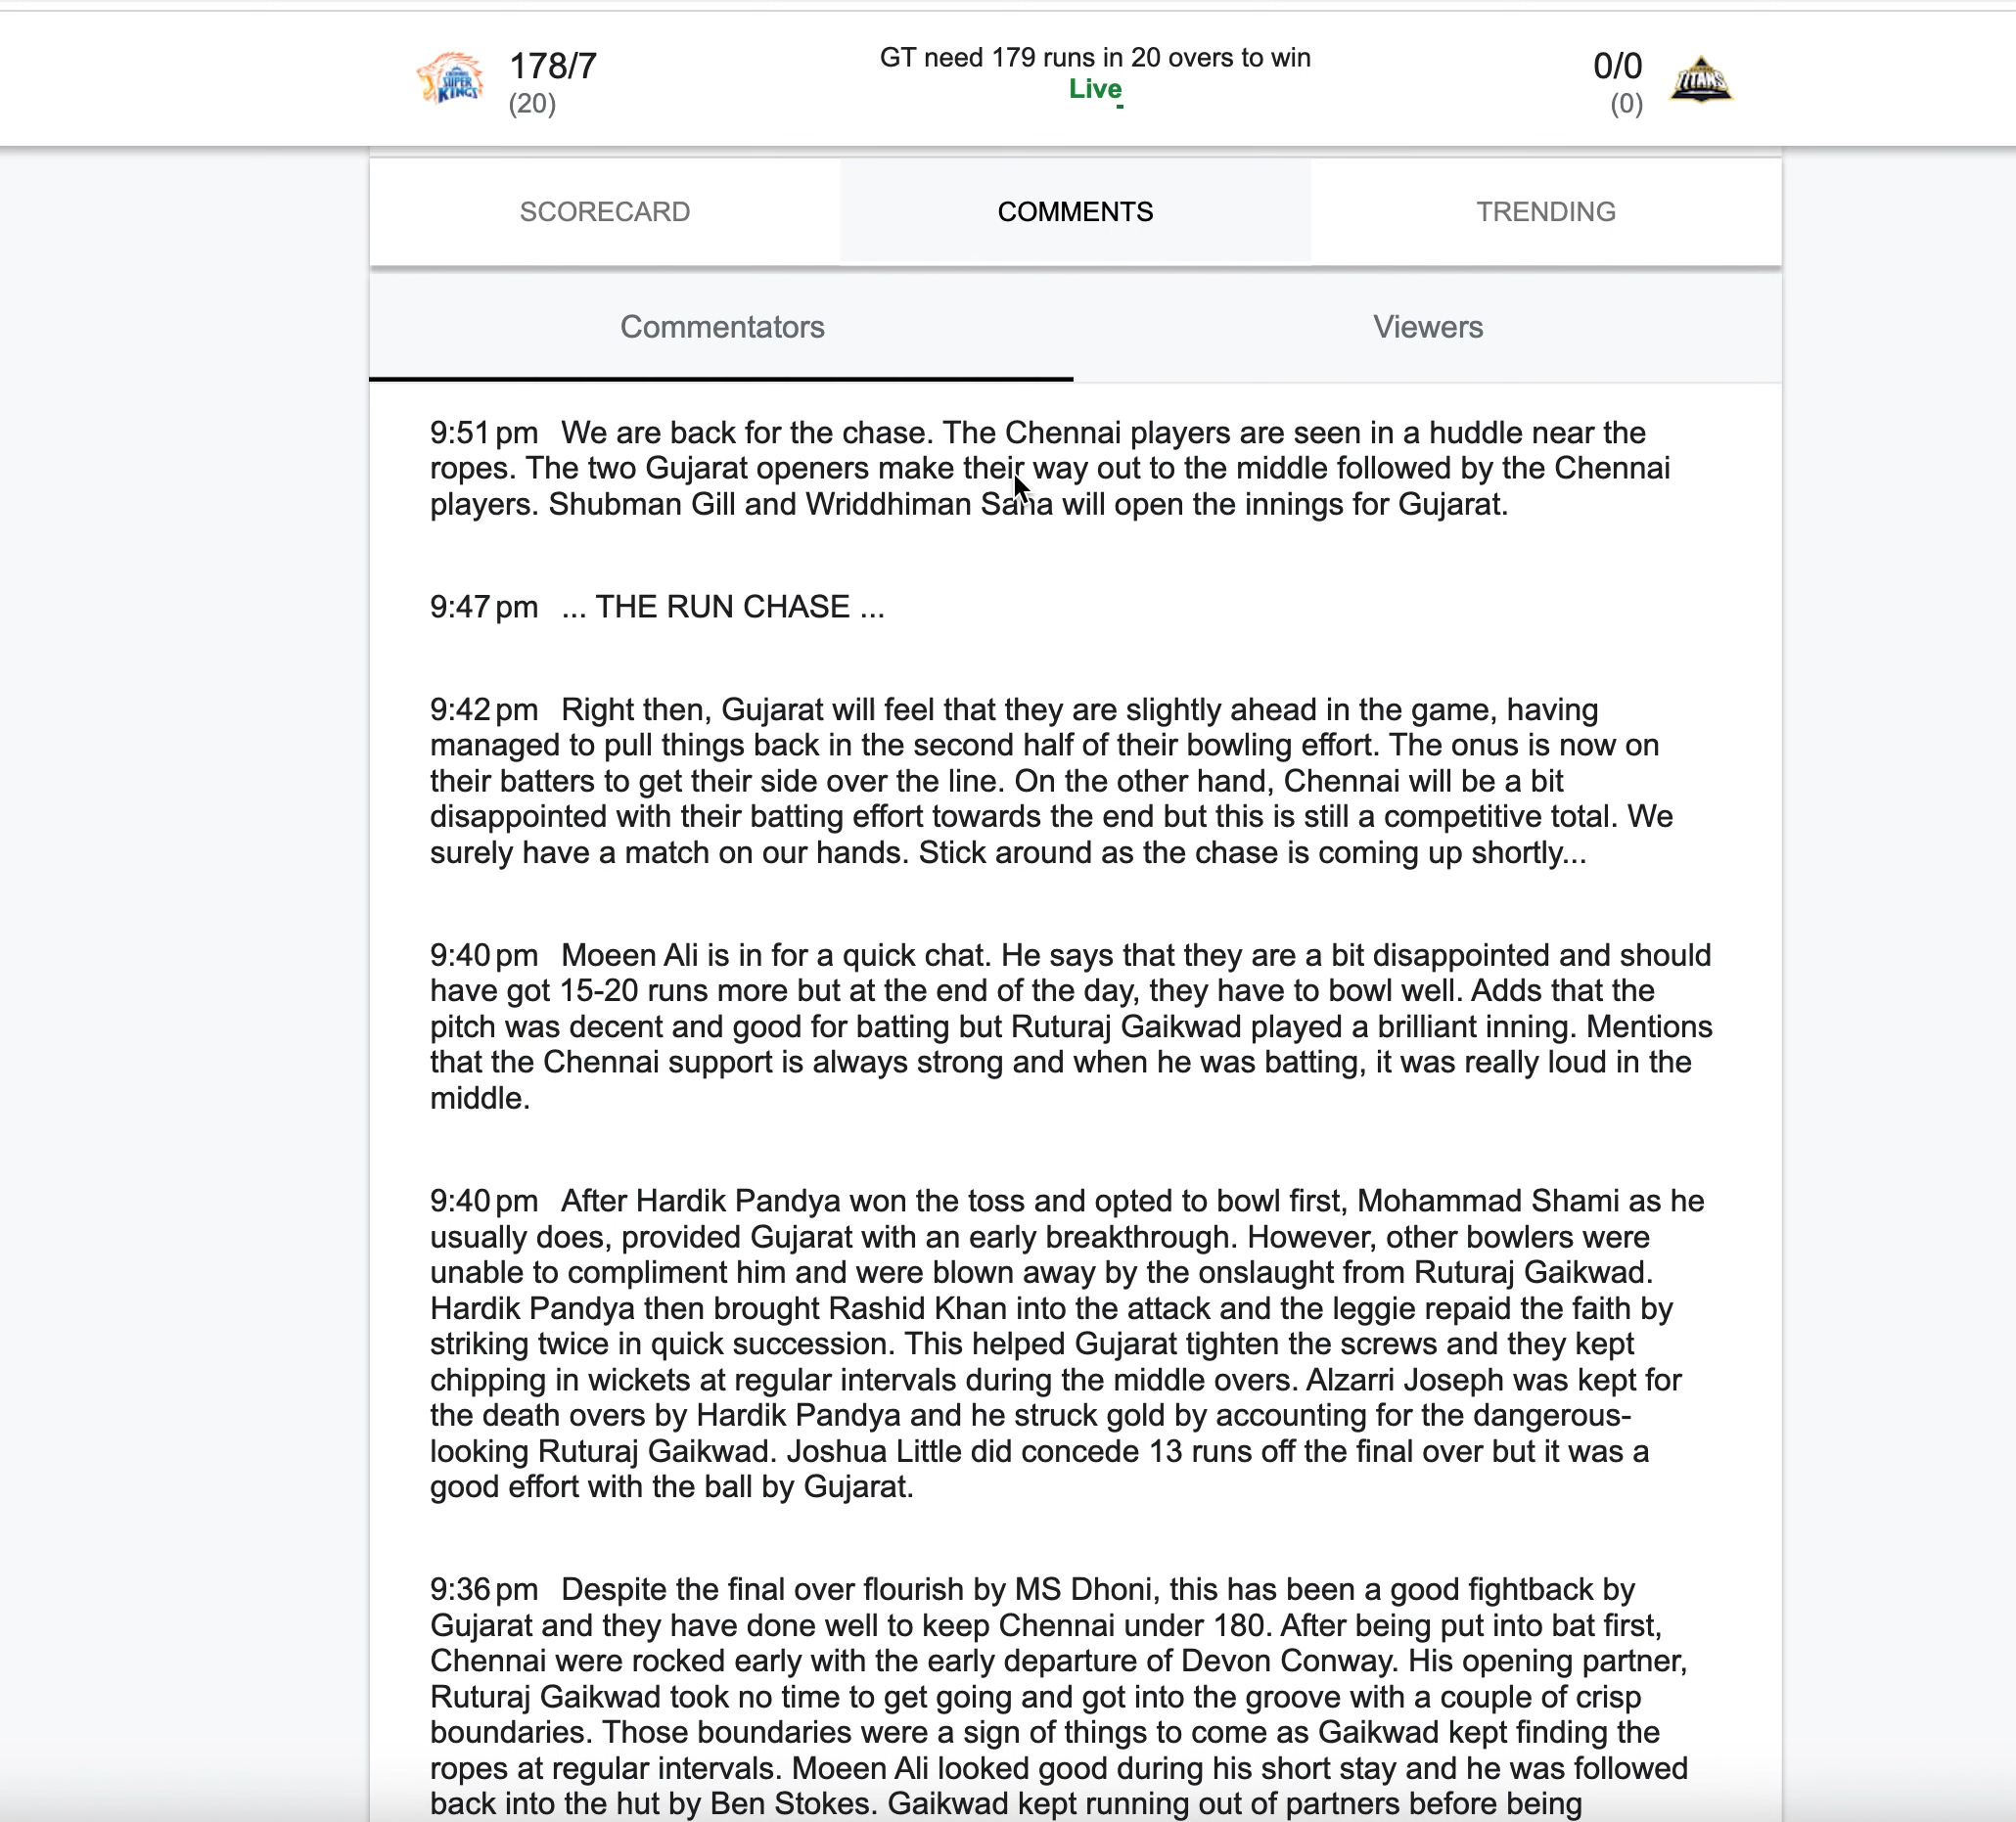 178/7
(20)
GT need 179 runs in 20 overs to win
Live
0/0
(0)
SUPER
KINGS
TITANS
SCORECARD
COMMENTS
TRENDING
Commentators
Viewers
9:51 pm We are back for the chase. The Chennai players are seen in a huddle near the
ropes. The two Gujarat openers make their way out to the middle followed by the Chennai
players. Shubman Gill and Wriddhiman Saha will open the innings for Gujarat.
9:47 pm ... THE RUN CHASE ...
9:42 pm Right then, Gujarat will feel that they are slightly ahead in the game, having
managed to pull things back in the second half of their bowling effort. The onus is now on
their batters to get their side over the line. On the other hand, Chennai will be a bit
disappointed with their batting effort towards the end but this is still a competitive total. We
surely have a match on our hands. Stick around as the chase is coming up shortly...
9:40 pm Moeen Ali is in for a quick chat. He says that they are a bit disappointed and should
have got 15-20 runs more but at the end of the day, they have to bowl well. Adds that the
pitch was decent and good for batting but Ruturaj Gaikwad played a brilliant inning. Mentions
that the Chennai support is always strong and when he was batting, it was really loud in the
middle.
9:40 pm After Hardik Pandya won the toss and opted to bowl first, Mohammad Shami as he
usually does, provided Gujarat with an early breakthrough. However, other bowlers were
unable to compliment him and were blown away by the onslaught from Ruturaj Gaikwad.
Hardik Pandya then brought Rashid Khan into the attack and the leggie repaid the faith by
striking twice in quick succession. This helped Gujarat tighten the screws and they kept
chipping in wickets at regular intervals during the middle overs. Alzarri Joseph was kept for
the death overs by Hardik Pandya and he struck gold by accounting for the dangerous-
looking Ruturaj Gaikwad. Joshua Little did concede 13 runs off the final over but it was a
good effort with the ball by Gujarat.
9:36 pm Despite the final over flourish by MS Dhoni, this has been a good fightback by
Gujarat and they have done well to keep Chennai under 180. After being put into bat first,
Chennai were rocked early with the early departure of Devon Conway. His opening partner,
Ruturaj Gaikwad took no time to get going and got into the groove with a couple of crisp
boundaries. Those boundaries were a sign of things to come as Gaikwad kept finding the
ropes at regular intervals. Moeen Ali looked good during his short stay and he was followed
back into the hut by Ben Stokes. Gaikwad kept running out of partners before being